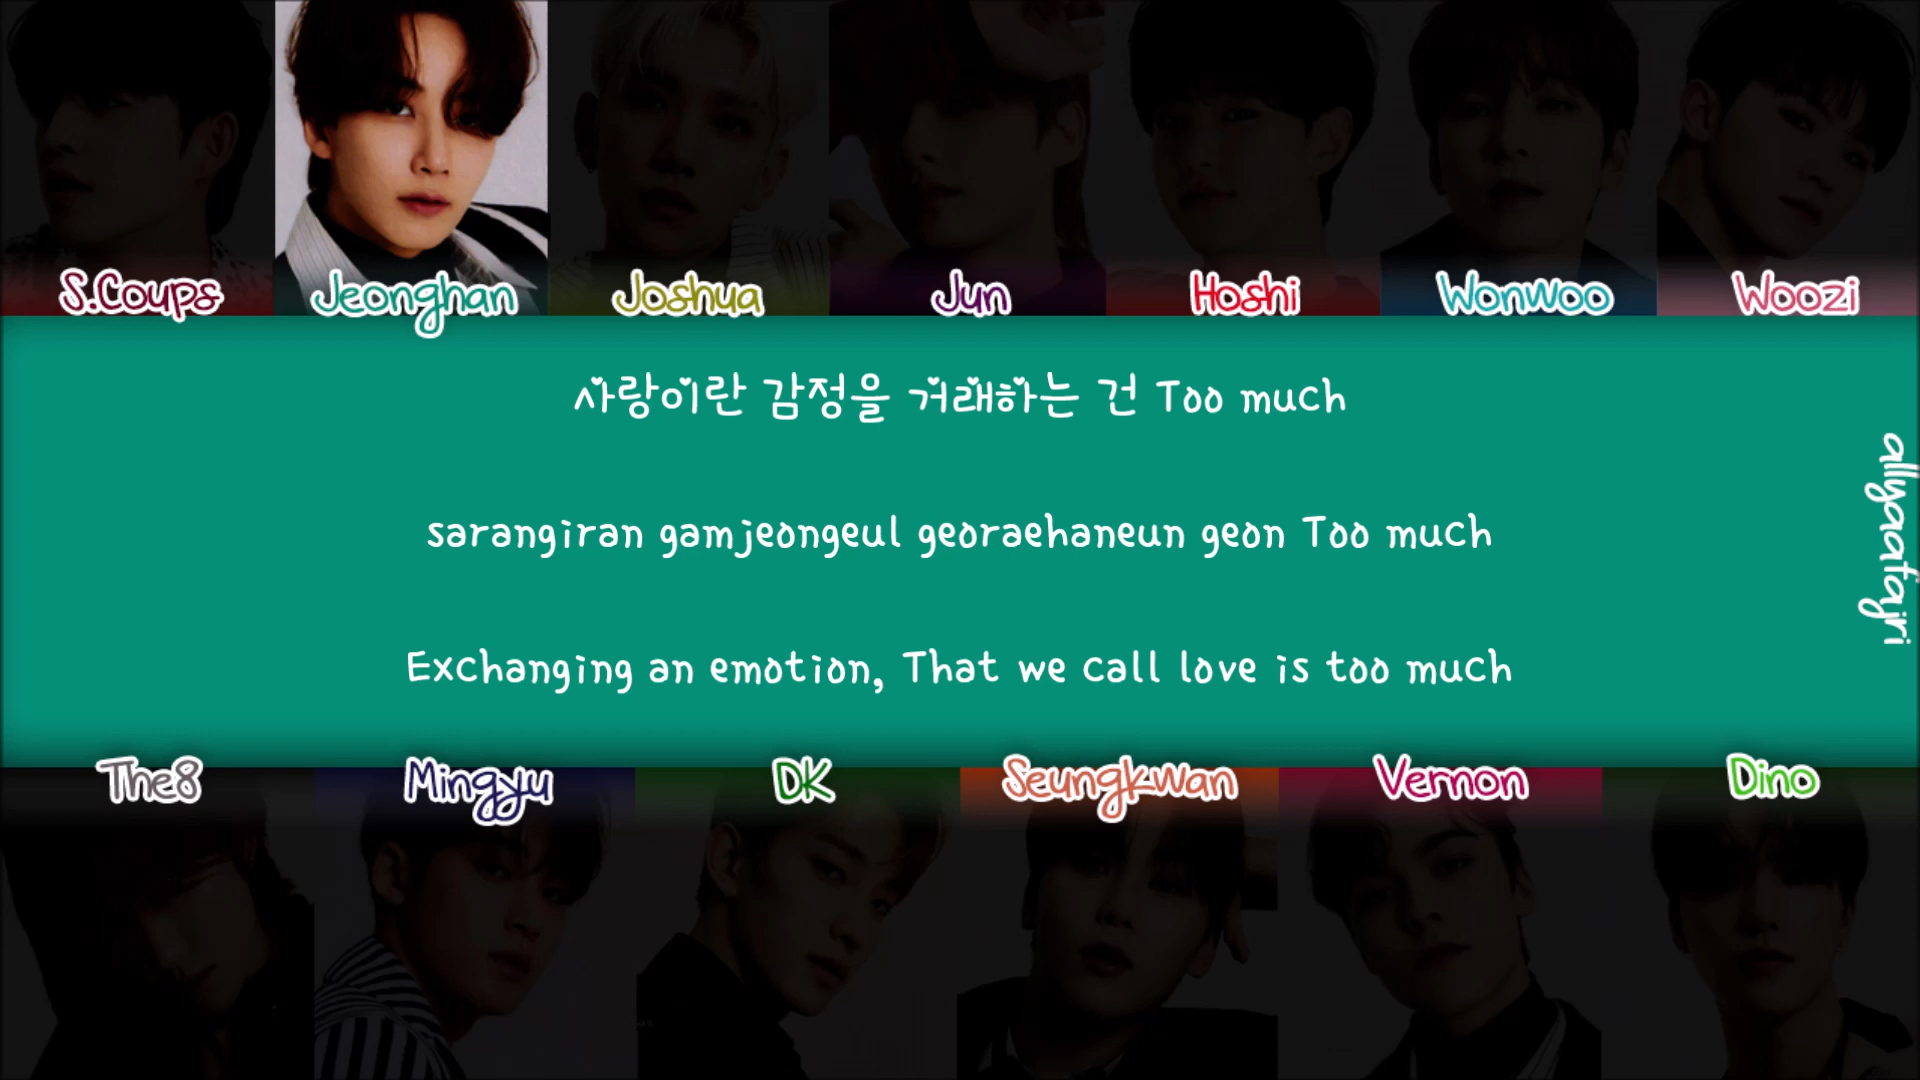 S.Coups
Jeonghan
Joshua
Jun
Hoshi
Wonwoo
Woozi
사랑이란 감정을 거래하는 건 Too much
sarangiran gamjeongeul georaehaneun geon Too much
Exchanging an emotion, That we call love is too much
allyaatajri
The8
Mingyu
DK
Seungkwan
Vernon
Dino